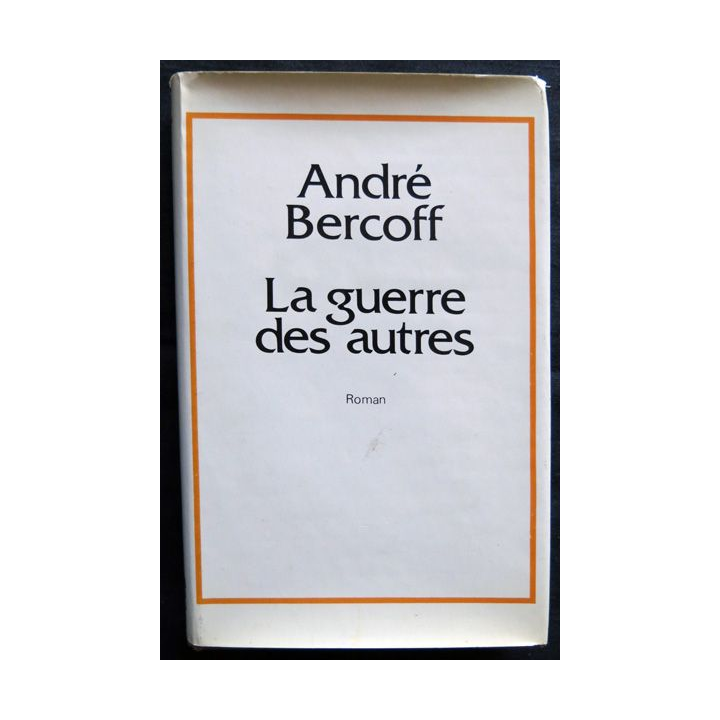 André
Bercoff
La guerre
des autres
Roman